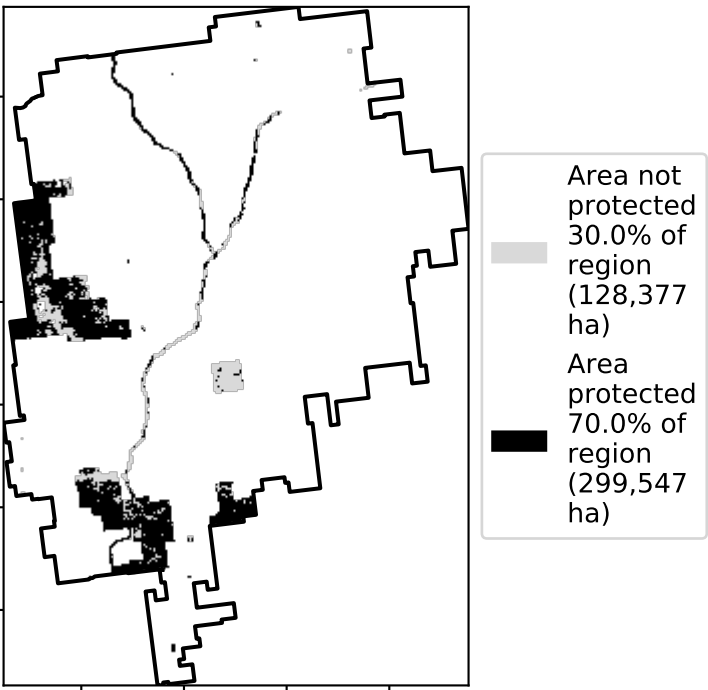 Area not
protected
30.0% of
region
(128,377
ha)
Area
protected
70.0% of
region
(299,547
ha)